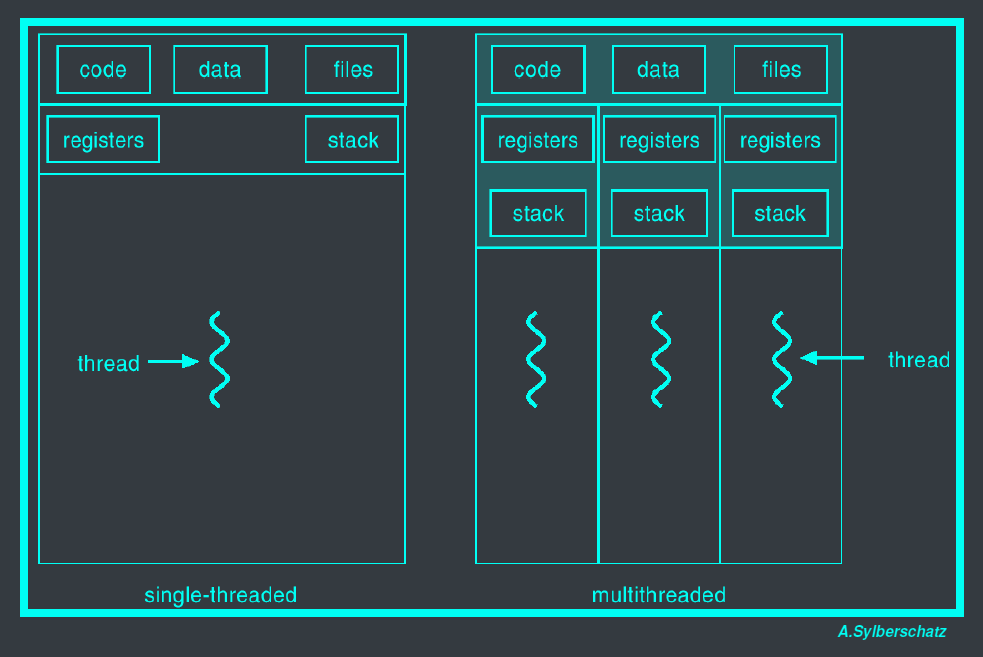 code data files
registers stack
thread
single-threaded
code data files
registers registers registers
stack stack stack
thread
multithreaded
A.Sylberschatz